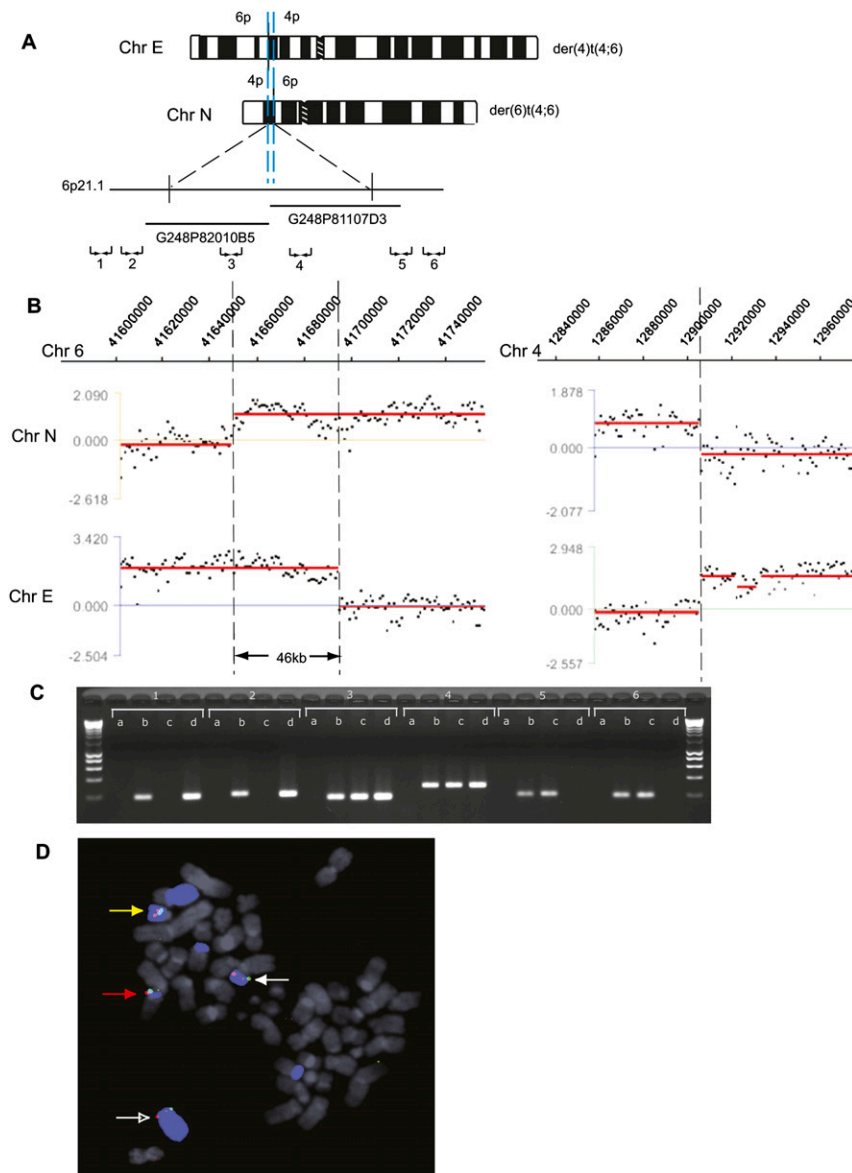 A
6p 4p
Chr E
der(4)t(4;6)
4p 6p
Chr N
der(6)t(4;6)
6p21.1
G248P81107D3
G248P82010B5
1 2 3 4 5 6
B
41600000 41620000 41640000 41660000 41680000 41700000 41720000 41740000
12840000 12860000 12880000 12900000 12920000 12940000 12960000
Chr 6
Chr 4
2 090
0.000
-2 618
Chr N
1.878
0.000
-2.077
3.420
0.000
-2.504
Chr E
2.948
0.000
-2.557
46kb
C
1 2 3 4 5 6
a b c d a b c d a b c d a b c d a b c d a b c d
D